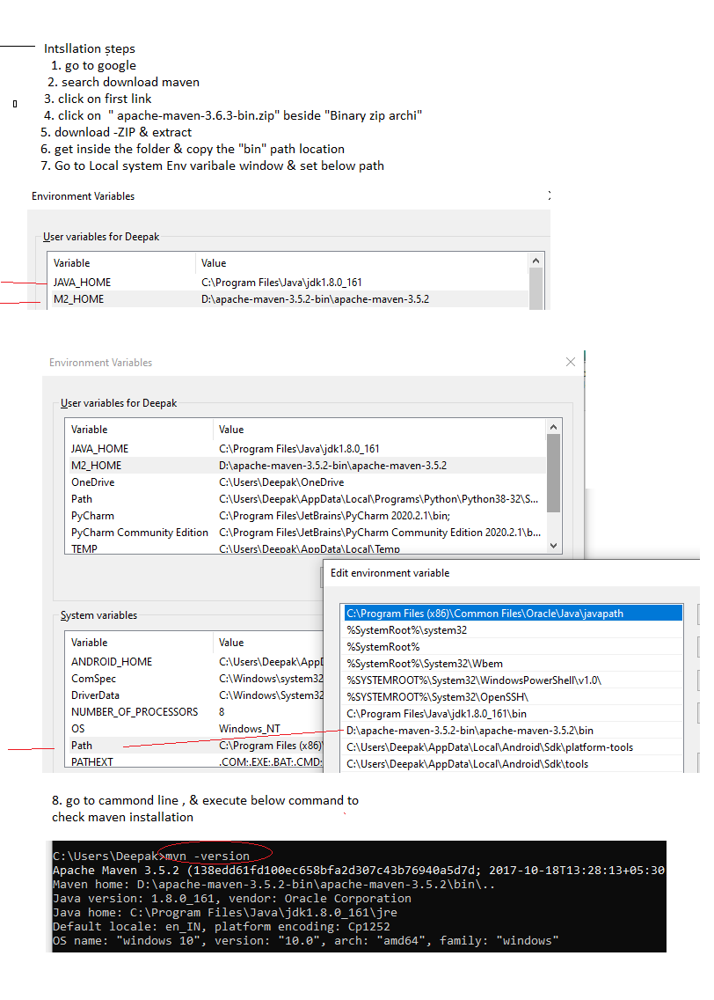 Intsllation steps
1. go to google
2. search download maven
3. click on first link
4. click on " apache-maven-3.6.3-bin.zip" beside "Binary zip archi"
5. download -ZIP & extract
6. get inside the folder & copy the "bin" path location
7. Go to Local system Env varibale window & set below path
Environment Variables
User variables for Deepak
Variable Value
JAVA_HOME C:\Program Files\Java\jdk1.8.0_161
M2_HOME D:\apache-maven-3.5.2-bin\apache-maven-3.5.2
Environment Variables
User variables for Deepak
Variable Value
JAVA_HOME C:\Program Files\Java\jdk1.8.0_161
M2_HOME D:\apache-maven-3.5.2-bin\apache-maven-3.5.2
OneDrive C:\Users\Deepak\OneDrive
Path C:\Users\Deepak\AppData\Local\Programs\Python\Python38-32\S...
PyCharm C:\Program Files\JetBrains\PyCharm 2020.2.1\bin;
PyCharm Community Edition C:\Program Files\JetBrains\PyCharm Community Edition 2020.2.1\b...
TEMP C:\Users\Deepak\AppData\Local\Temp
System variables
Variable Value
ANDROID_HOME C:\Users\Deepak\AppD
ComSpec C:\Windows\system32
DriverData C:\Windows\System32
NUMBER_OF_PROCESSORS 8
OS Windows_NT
Path C:\Program Files (x86)\
PATHEXT .COM;.EXE;.BAT;.CMD;
Edit environment variable
C:\Program Files (x86)\Common Files\Oracle\Java\javapath
%SystemRoot%\system32
%SystemRoot%
%SystemRoot%\System32\Wbem
%SYSTEMROOT%\System32\WindowsPowerShell\v1.0\
%SYSTEMROOT%\System32\OpenSSH\
C:\Program Files\Java\jdk1.8.0_161\bin
D:\apache-maven-3.5.2-bin\apache-maven-3.5.2\bin
C:\Users\Deepak\AppData\Local\Android\Sdk\platform-tools
C:\Users\Deepak\AppData\Local\Android\Sdk\tools
8. go to cammond line , & execute below command to
check maven installation
C:\Users\Deepak>mvn -version
Apache Maven 3.5.2 (138edd61fd100ec658bfa2d307c43b76940a5d7d; 2017-10-18T13:28:13+05:30
Maven home: D:\apache-maven-3.5.2-bin\apache-maven-3.5.2\bin\..
Java version: 1.8.0_161, vendor: Oracle Corporation
Java home: C:\Program Files\Java\jdk1.8.0_161\jre
Default locale: en_IN, platform encoding: Cp1252
OS name: "windows 10", version: "10.0", arch: "amd64", family: "windows"